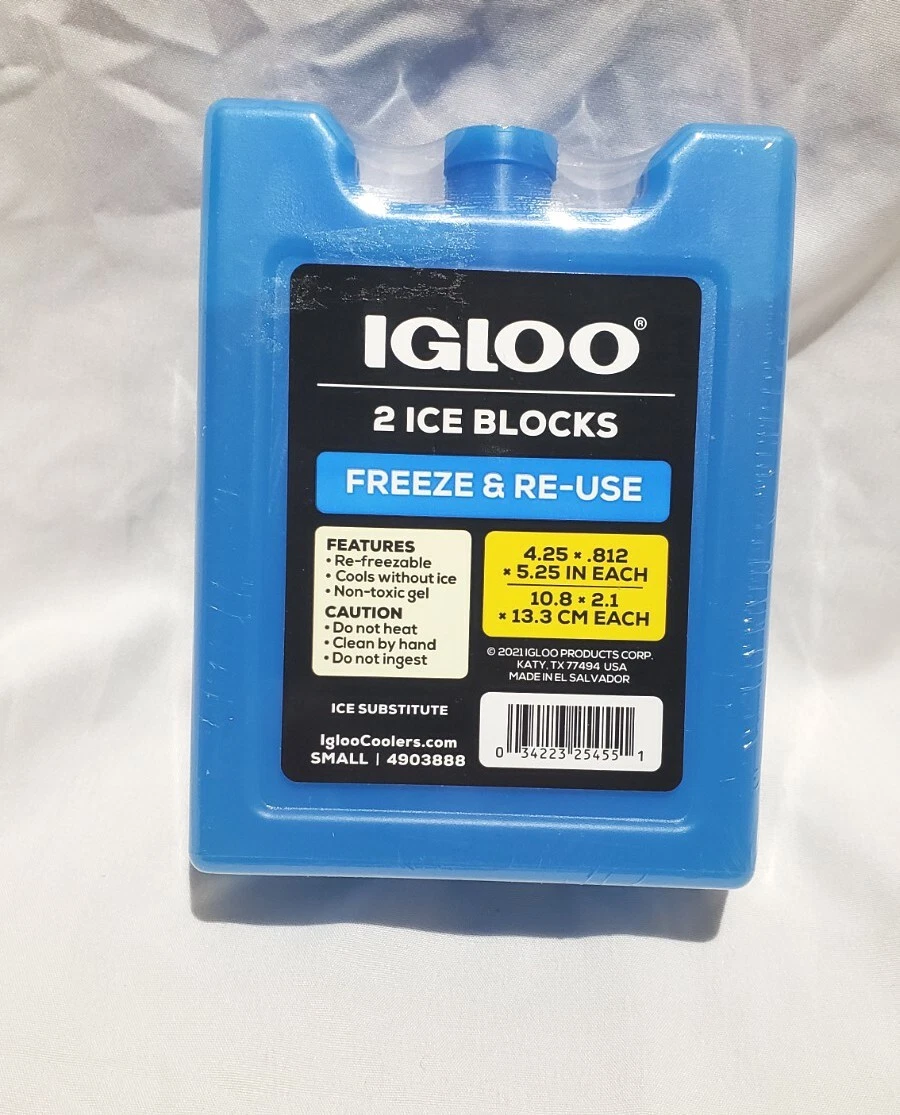 IGLOO®
2 ICE BLOCKS
FREEZE & RE-USE
FEATURES
• Re-freezable
• Cools without ice
• Non-toxic gel
CAUTION
• Do not heat
• Clean by hand
• Do not ingest
4.25 × .812
× 5.25 IN EACH
10.8 × 2.1
× 13.3 CM EACH
© 2021 IGLOO PRODUCTS CORP.
KATY, TX 77494 USA
MADE IN EL SALVADOR
ICE SUBSTITUTE
IglooCoolers.com
SMALL | 4903888
0 34223 25455 1